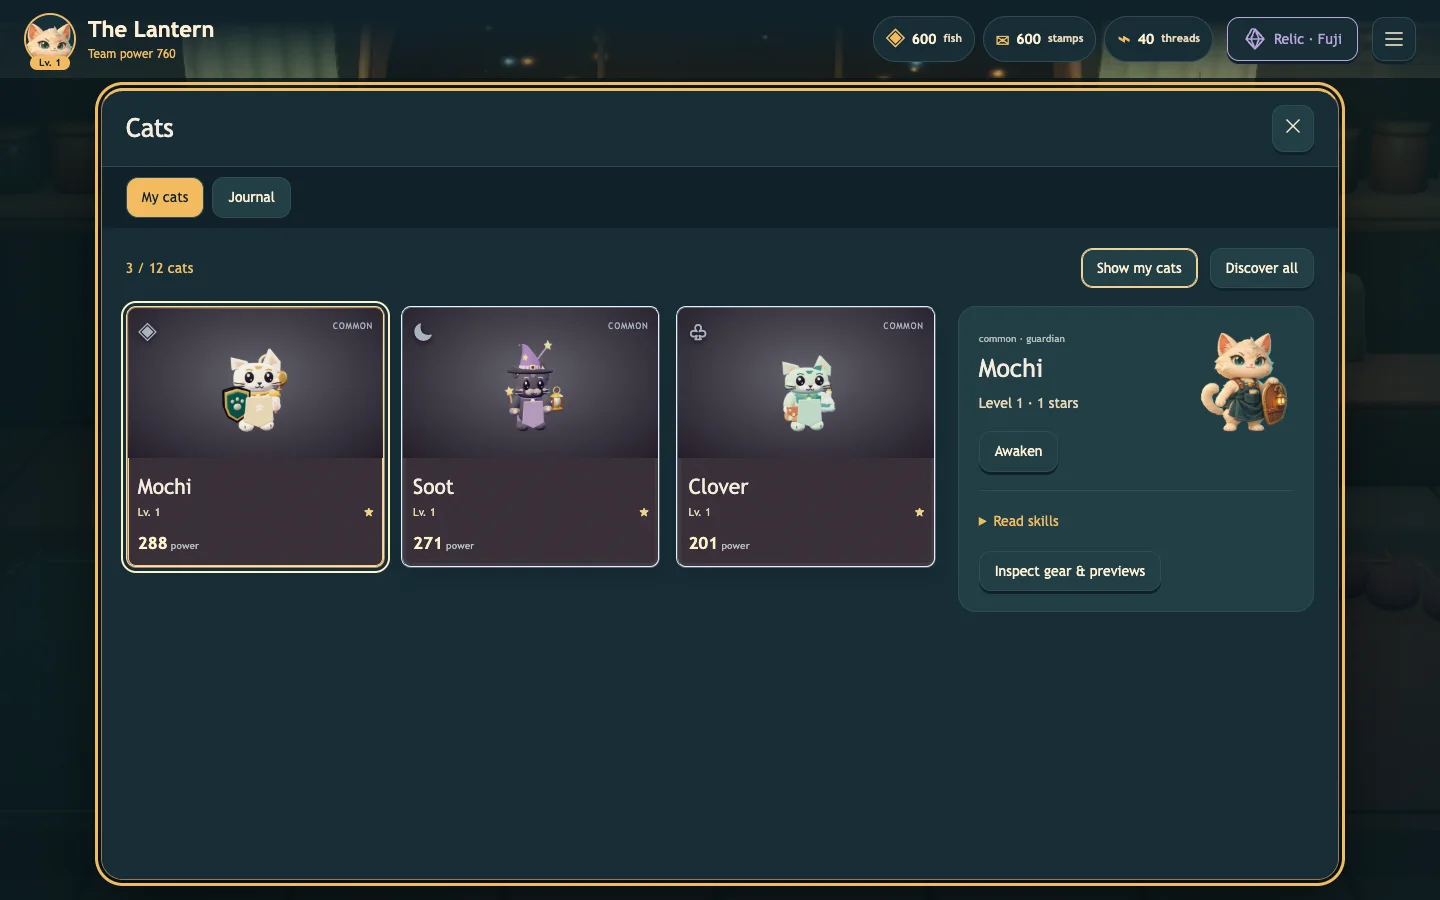 The Lantern
Team power 760
Lv. 1
600 fish
600 stamps
40 threads
Relic · Fuji
Cats
My cats
Journal
3 / 12 cats
Show my cats
Discover all
COMMON
Mochi
Lv. 1
288 power
COMMON
Soot
Lv. 1
271 power
COMMON
Clover
Lv. 1
201 power
common · guardian
Mochi
Level 1 · 1 stars
Awaken
Read skills
Inspect gear & previews